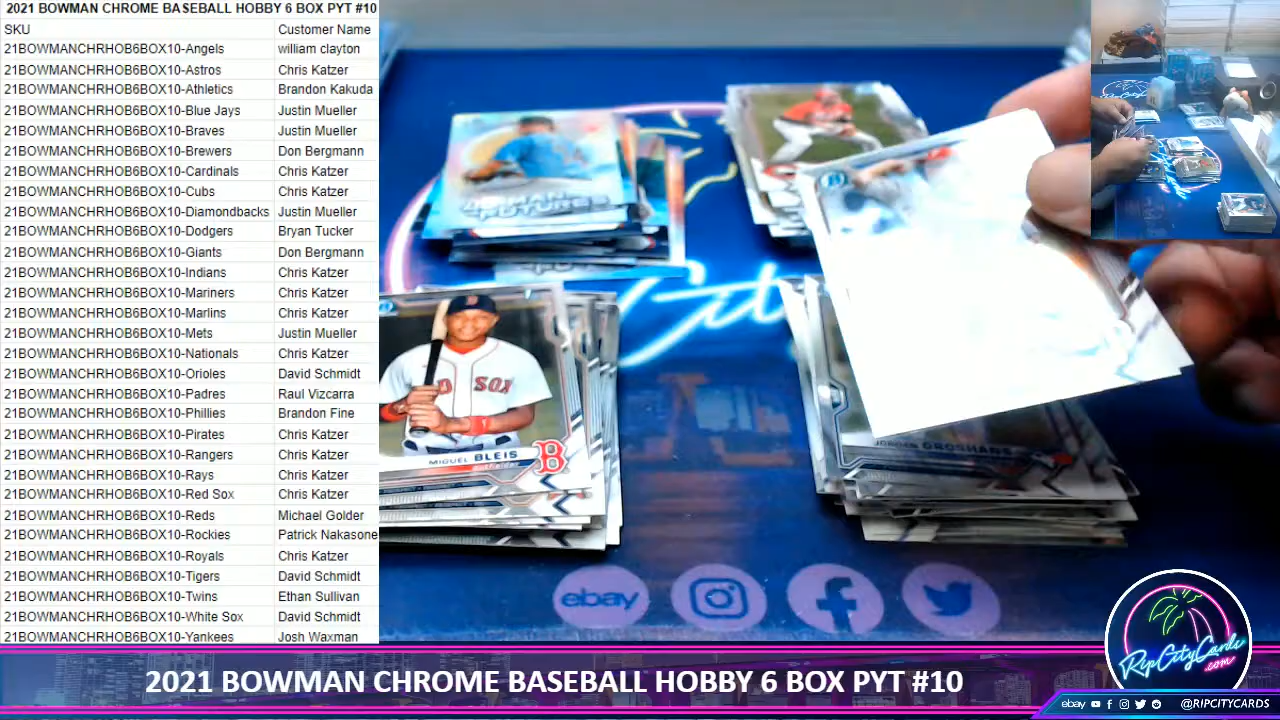 2021 BOWMAN CHROME BASEBALL HOBBY 6 BOX PYT #10
SKU Customer Name
21BOWMANCHRHOB6BOX10-Angels william clayton
21BOWMANCHRHOB6BOX10-Astros Chris Katzer
21BOWMANCHRHOB6BOX10-Athletics Brandon Kakuda
21BOWMANCHRHOB6BOX10-Blue Jays Justin Mueller
21BOWMANCHRHOB6BOX10-Braves Justin Mueller
21BOWMANCHRHOB6BOX10-Brewers Don Bergmann
21BOWMANCHRHOB6BOX10-Cardinals Chris Katzer
21BOWMANCHRHOB6BOX10-Cubs Chris Katzer
21BOWMANCHRHOB6BOX10-Diamondbacks Justin Mueller
21BOWMANCHRHOB6BOX10-Dodgers Bryan Tucker
21BOWMANCHRHOB6BOX10-Giants Don Bergmann
21BOWMANCHRHOB6BOX10-Indians Chris Katzer
21BOWMANCHRHOB6BOX10-Mariners Chris Katzer
21BOWMANCHRHOB6BOX10-Marlins Chris Katzer
21BOWMANCHRHOB6BOX10-Mets Justin Mueller
21BOWMANCHRHOB6BOX10-Nationals Chris Katzer
21BOWMANCHRHOB6BOX10-Orioles David Schmidt
21BOWMANCHRHOB6BOX10-Padres Raul Vizcarra
21BOWMANCHRHOB6BOX10-Phillies Brandon Fine
21BOWMANCHRHOB6BOX10-Pirates Chris Katzer
21BOWMANCHRHOB6BOX10-Rangers Chris Katzer
21BOWMANCHRHOB6BOX10-Rays Chris Katzer
21BOWMANCHRHOB6BOX10-Red Sox Chris Katzer
21BOWMANCHRHOB6BOX10-Reds Michael Golder
21BOWMANCHRHOB6BOX10-Rockies Patrick Nakasone
21BOWMANCHRHOB6BOX10-Royals Chris Katzer
21BOWMANCHRHOB6BOX10-Tigers David Schmidt
21BOWMANCHRHOB6BOX10-Twins Ethan Sullivan
21BOWMANCHRHOB6BOX10-White Sox David Schmidt
21BOWMANCHRHOB6BOX10-Yankees Josh Waxman
FUTURES
SOX
MIGUEL BLEIS
B
JORDAN GROSHANS
City
ebay
RipCityCards
.com
2021 BOWMAN CHROME BASEBALL HOBBY 6 BOX PYT #10
ebay @RIPCITYCARDS